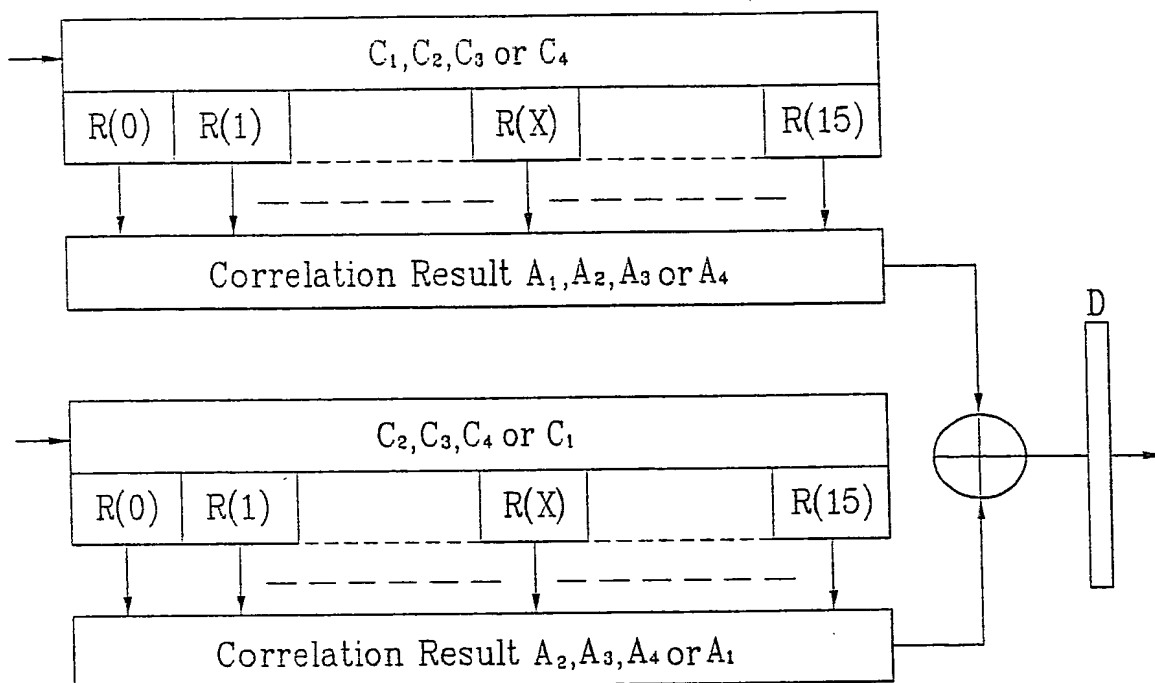 C₁,C₂,C₃ or C₄
R(0) R(1) R(X) R(15)
Correlation Result A₁,A₂,A₃ or A₄
D
C₂,C₃,C₄ or C₁
R(0) R(1) R(X) R(15)
Correlation Result A₂,A₃,A₄ or A₁